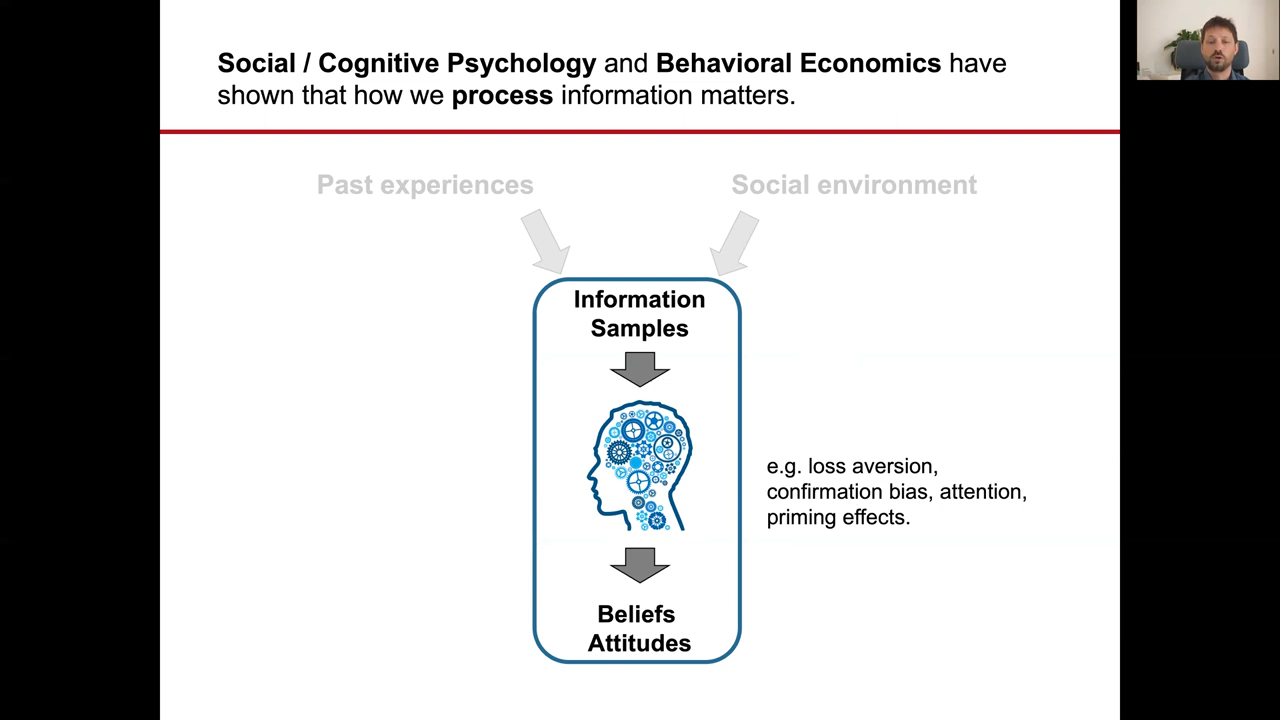 Social / Cognitive Psychology and Behavioral Economics have
shown that how we process information matters.
Past experiences
Social environment
Information
Samples
e.g. loss aversion,
confirmation bias, attention,
priming effects.
Beliefs
Attitudes